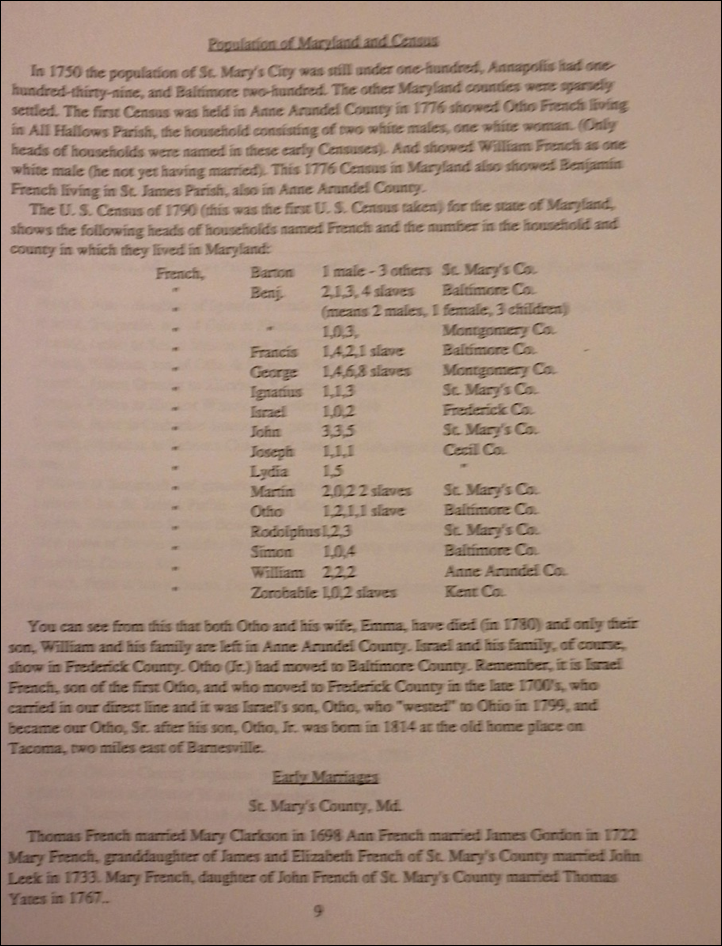 Population of Maryland and Census
In 1750 the population of St. Mary's City was still under one-hundred, Annapolis had one-
hundred-thirty-nine, and Baltimore two-hundred. The other Maryland counties were sparsely
settled. The first Census was held in Anne Arundel County in 1776 showed Otho French living
in All Hallows Parish, the household consisting of two white males, one white woman. (Only
heads of households were named in these early Censuses). And showed William French as one
white male (he not yet having married). This 1776 Census in Maryland also showed Benjamin
French living in St. James Parish, also in Anne Arundel County.
The U. S. Census of 1790 (this was the first U. S. Census taken) for the state of Maryland,
shows the following heads of households named French and the number in the household and
county in which they lived in Maryland:
French, Barton 1 male - 3 others St. Mary's Co.
" Benj. 2,1,3, 4 slaves Baltimore Co.
" (means 2 males, 1 female, 3 children)
" " 1,0,3, Montgomery Co.
" Francis 1,4,2,1 slave Baltimore Co.
" George 1,4,6,8 slaves Montgomery Co.
" Ignatius 1,1,3 St. Mary's Co.
" Israel 1,0,2 Frederick Co.
" John 3,3,5 St. Mary's Co.
" Joseph 1,1,1 Cecil Co.
" Lydia 1,5 "
" Martin 2,0,2 2 slaves St. Mary's Co.
" Otho 1,2,1,1 slave Baltimore Co.
" Rodolphus 1,2,3 St. Mary's Co.
" Simon 1,0,4 Baltimore Co.
" William 2,2,2 Anne Arundel Co.
" Zorobable 1,0,2 slaves Kent Co.
You can see from this that both Otho and his wife, Emma, have died (in 1780) and only their
son, William and his family are left in Anne Arundel County. Israel and his family, of course,
show in Frederick County. Otho (Jr.) had moved to Baltimore County. Remember, it is Israel
French, son of the first Otho, and who moved to Frederick County in the late 1700's, who
carried in our direct line and it was Israel's son, Otho, who "wested" to Ohio in 1799, and
became our Otho, Sr. after his son, Otho, Jr. was born in 1814 at the old home place on
Tacoma, two miles east of Barnesville.
Early Marriages
St. Mary's County, Md.
Thomas French married Mary Clarkson in 1698 Ann French married James Gordon in 1722
Mary French, granddaughter of James and Elizabeth French of St. Mary's County married John
Leek in 1733. Mary French, daughter of John French of St. Mary's County married Thomas
Yates in 1767..
9